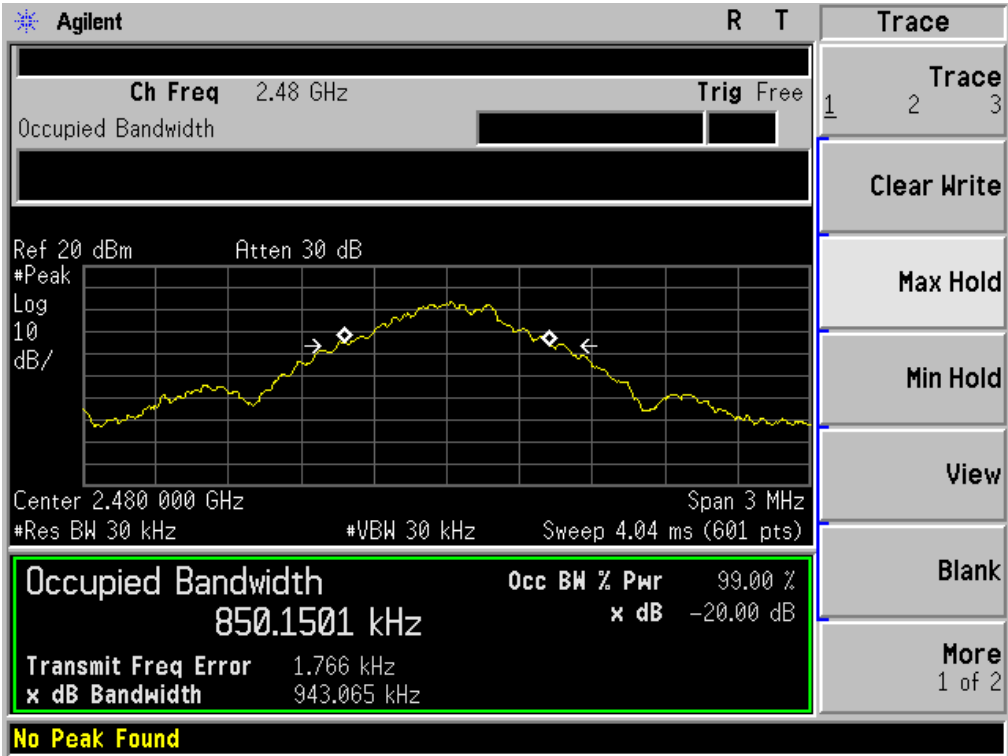 Agilent R T Trace
Ch Freq 2.48 GHz Trig Free
Occupied Bandwidth
Trace
1 2 3
Clear Write
Max Hold
Min Hold
View
Blank
More
1 of 2
Ref 20 dBm Atten 30 dB
#Peak
Log
10
dB/
Center 2.480 000 GHz Span 3 MHz
#Res BW 30 kHz #VBW 30 kHz Sweep 4.04 ms (601 pts)
Occupied Bandwidth Occ BW % Pwr 99.00 %
850.1501 kHz x dB -20.00 dB
Transmit Freq Error 1.766 kHz
x dB Bandwidth 943.065 kHz
No Peak Found